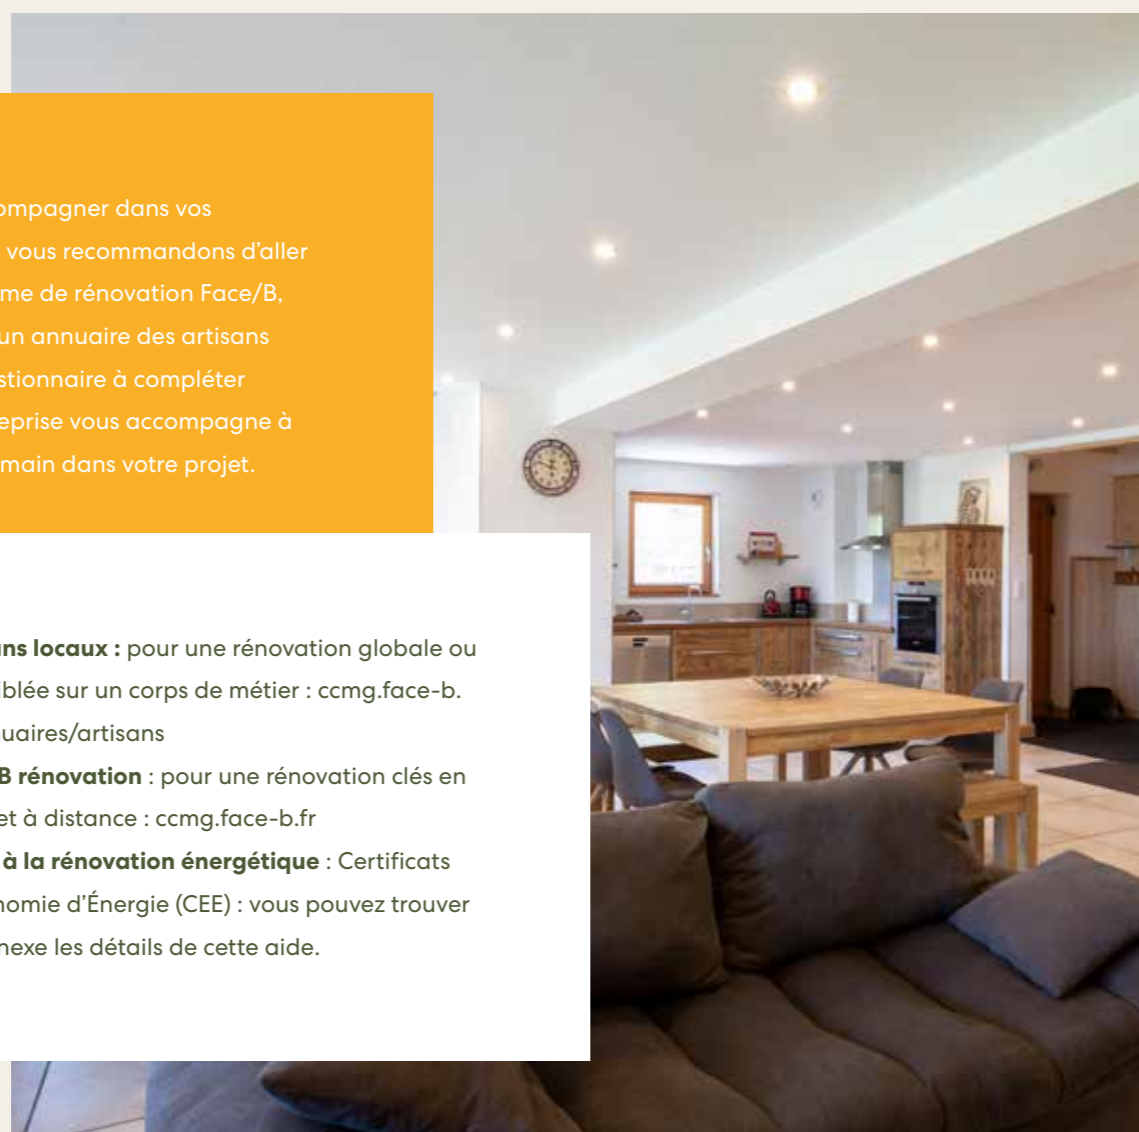 ompagner dans vos
vous recommandons d'aller
me de rénovation Face/B,
un annuaire des artisans
stionnaire à compléter
eprise vous accompagne à
main dans votre projet.
ns locaux : pour une rénovation globale ou
iblée sur un corps de métier : ccmg.face-b.
uaires/artisans
B rénovation : pour une rénovation clés en
et à distance : ccmg.face-b.fr
à la rénovation énergétique : Certificats
nomie d'Énergie (CEE) : vous pouvez trouver
nexe les détails de cette aide.